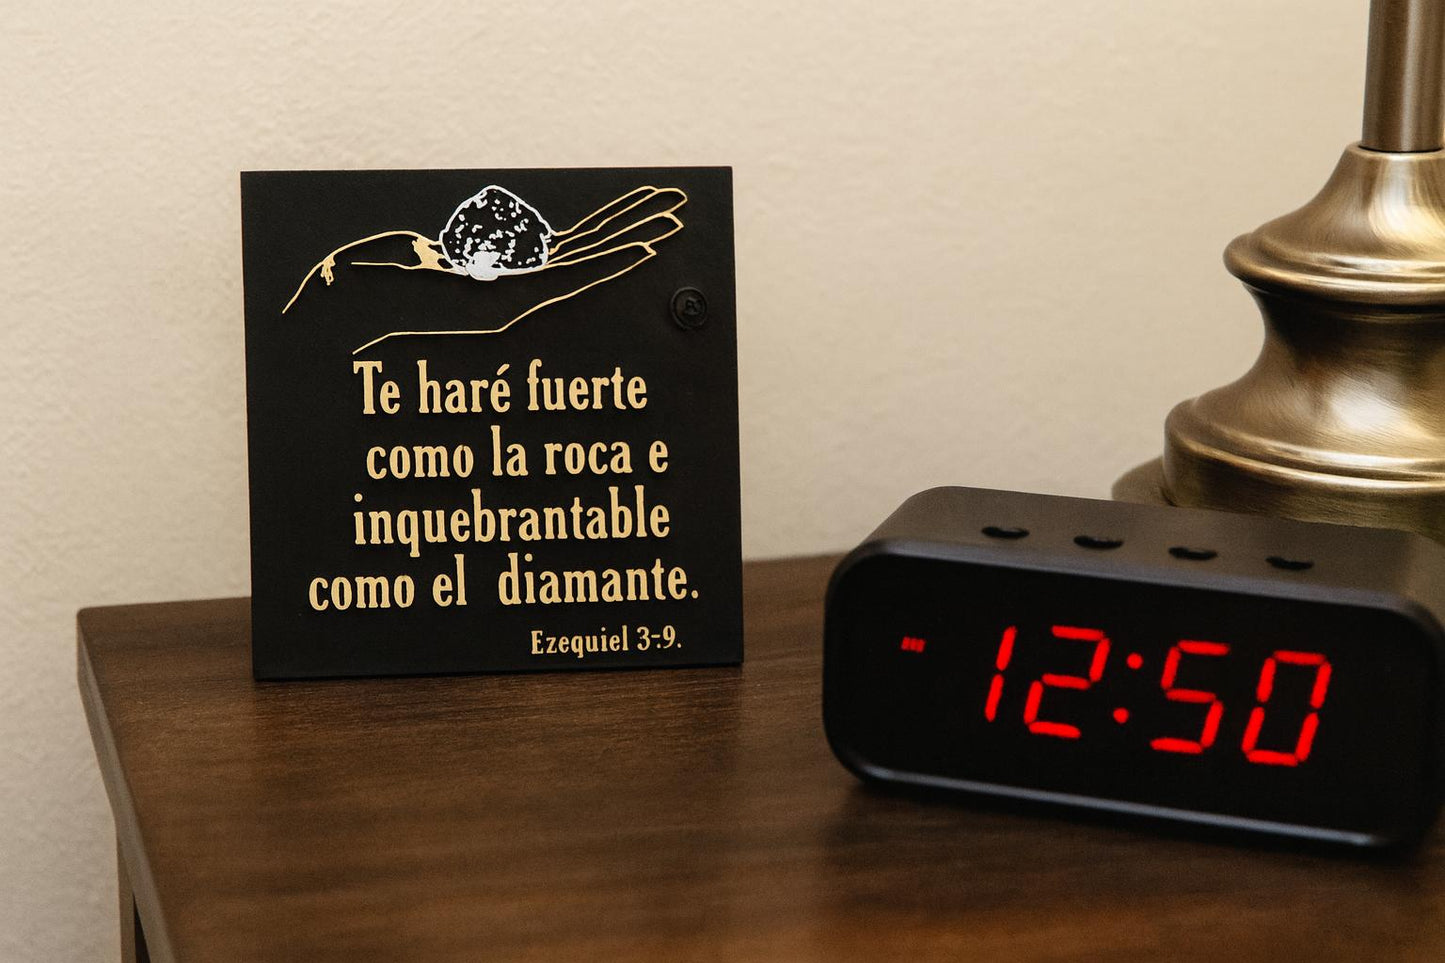 Te haré fuerte
como la roca e
inquebrantable
como el diamante.
Ezequiel 3-9.
12:50